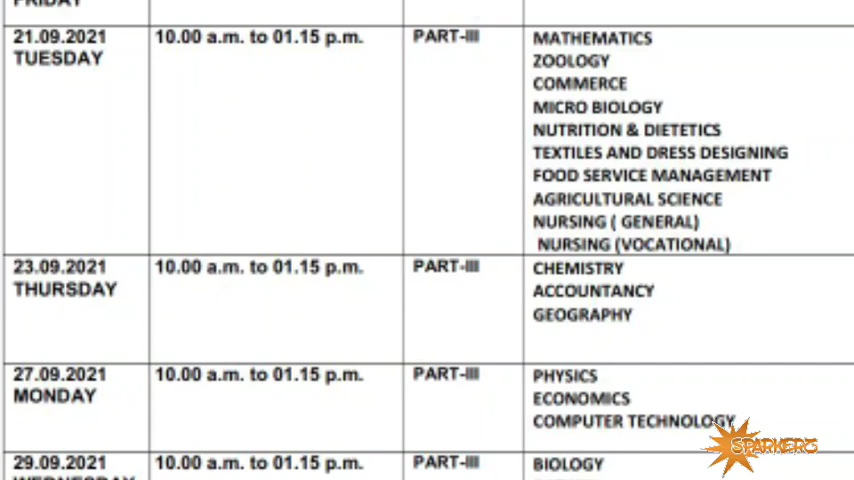 FRIDAY
21.09.2021 10.00 a.m. to 01.15 p.m. PART-III MATHEMATICS
TUESDAY ZOOLOGY
COMMERCE
MICRO BIOLOGY
NUTRITION & DIETETICS
TEXTILES AND DRESS DESIGNING
FOOD SERVICE MANAGEMENT
AGRICULTURAL SCIENCE
NURSING ( GENERAL)
NURSING (VOCATIONAL)
23.09.2021 10.00 a.m. to 01.15 p.m. PART-III CHEMISTRY
THURSDAY ACCOUNTANCY
GEOGRAPHY
27.09.2021 10.00 a.m. to 01.15 p.m. PART-III PHYSICS
MONDAY ECONOMICS
COMPUTER TECHNOLOGY
SPARKERG
29.09.2021 10.00 a.m. to 01.15 p.m. PART-III BIOLOGY
WEDNESDAY